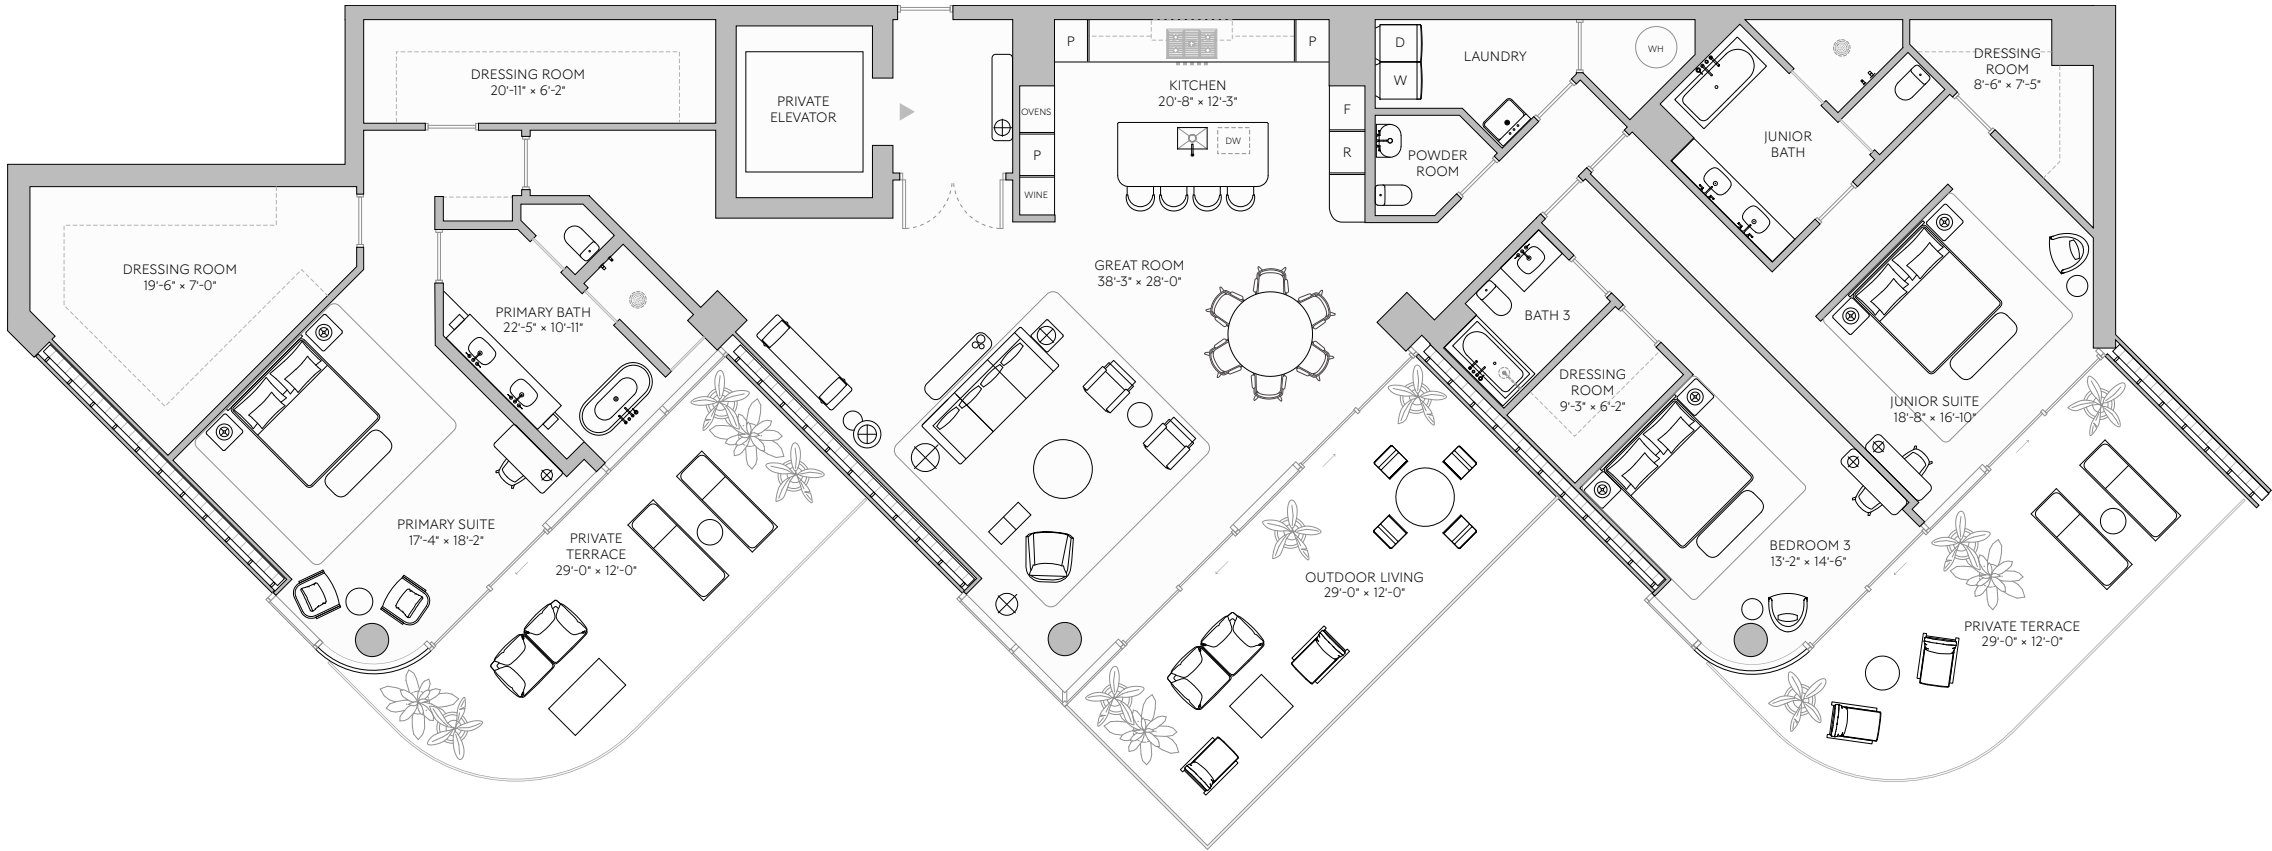 DRESSING ROOM
20'-11" × 6'-2"
PRIVATE
ELEVATOR
P
P
KITCHEN
20'-8" × 12'-3"
OVENS
P
WINE
DW
F
R
D
W
LAUNDRY
WH
POWDER
ROOM
JUNIOR
BATH
DRESSING
ROOM
8'-6" × 7'-5"
DRESSING ROOM
19'-6" × 7'-0"
PRIMARY BATH
22'-5" × 10'-11"
GREAT ROOM
38'-3" × 28'-0"
BATH 3
DRESSING
ROOM
9'-3" × 6'-2"
JUNIOR SUITE
18'-8" × 16'-10"
PRIMARY SUITE
17'-4" × 18'-2"
PRIVATE
TERRACE
29'-0" × 12'-0"
OUTDOOR LIVING
29'-0" × 12'-0"
BEDROOM 3
13'-2" × 14'-6"
PRIVATE TERRACE
29'-0" × 12'-0"